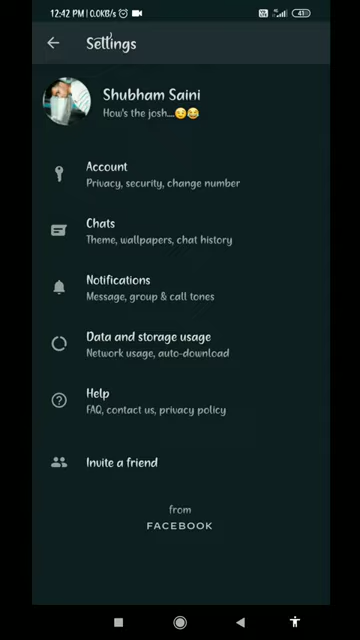 12:42 PM | 0.0KB/s
4G
41
Settings
Shubham Saini
How's the josh...😉😂
Account
Privacy, security, change number
Chats
Theme, wallpapers, chat history
Notifications
Message, group & call tones
Data and storage usage
Network usage, auto-download
Help
FAQ, contact us, privacy policy
Invite a friend
from
FACEBOOK